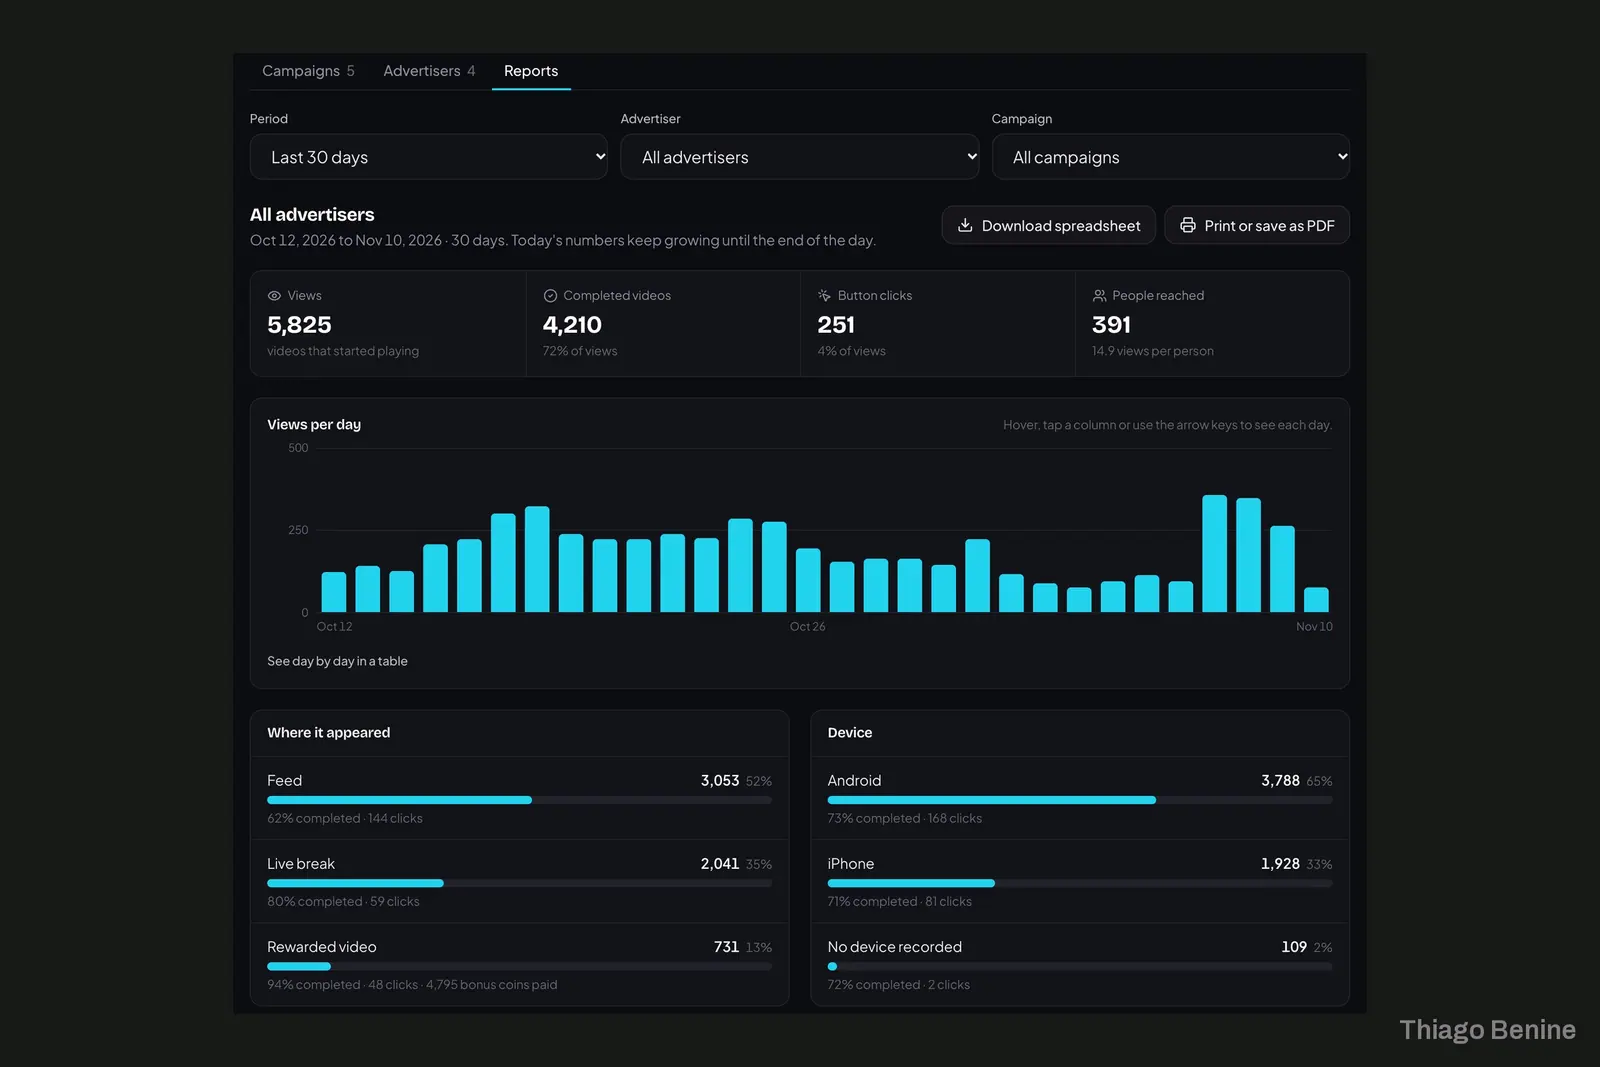 Campaigns 5 Advertisers 4 Reports
Period Advertiser Campaign
Last 30 days All advertisers All campaigns
All advertisers
Oct 12, 2026 to Nov 10, 2026 · 30 days. Today's numbers keep growing until the end of the day.
Download spreadsheet Print or save as PDF
Views
5,825
videos that started playing
Completed videos
4,210
72% of views
Button clicks
251
4% of views
People reached
391
14.9 views per person
Views per day
Hover, tap a column or use the arrow keys to see each day.
500
250
0
Oct 12 Oct 26 Nov 10
See day by day in a table
Where it appeared
Feed 3,053 52%
62% completed · 144 clicks
Live break 2,041 35%
80% completed · 59 clicks
Rewarded video 731 13%
94% completed · 48 clicks · 4,795 bonus coins paid
Device
Android 3,788 65%
73% completed · 168 clicks
iPhone 1,928 33%
71% completed · 81 clicks
No device recorded 109 2%
72% completed · 2 clicks
Thiago Benine